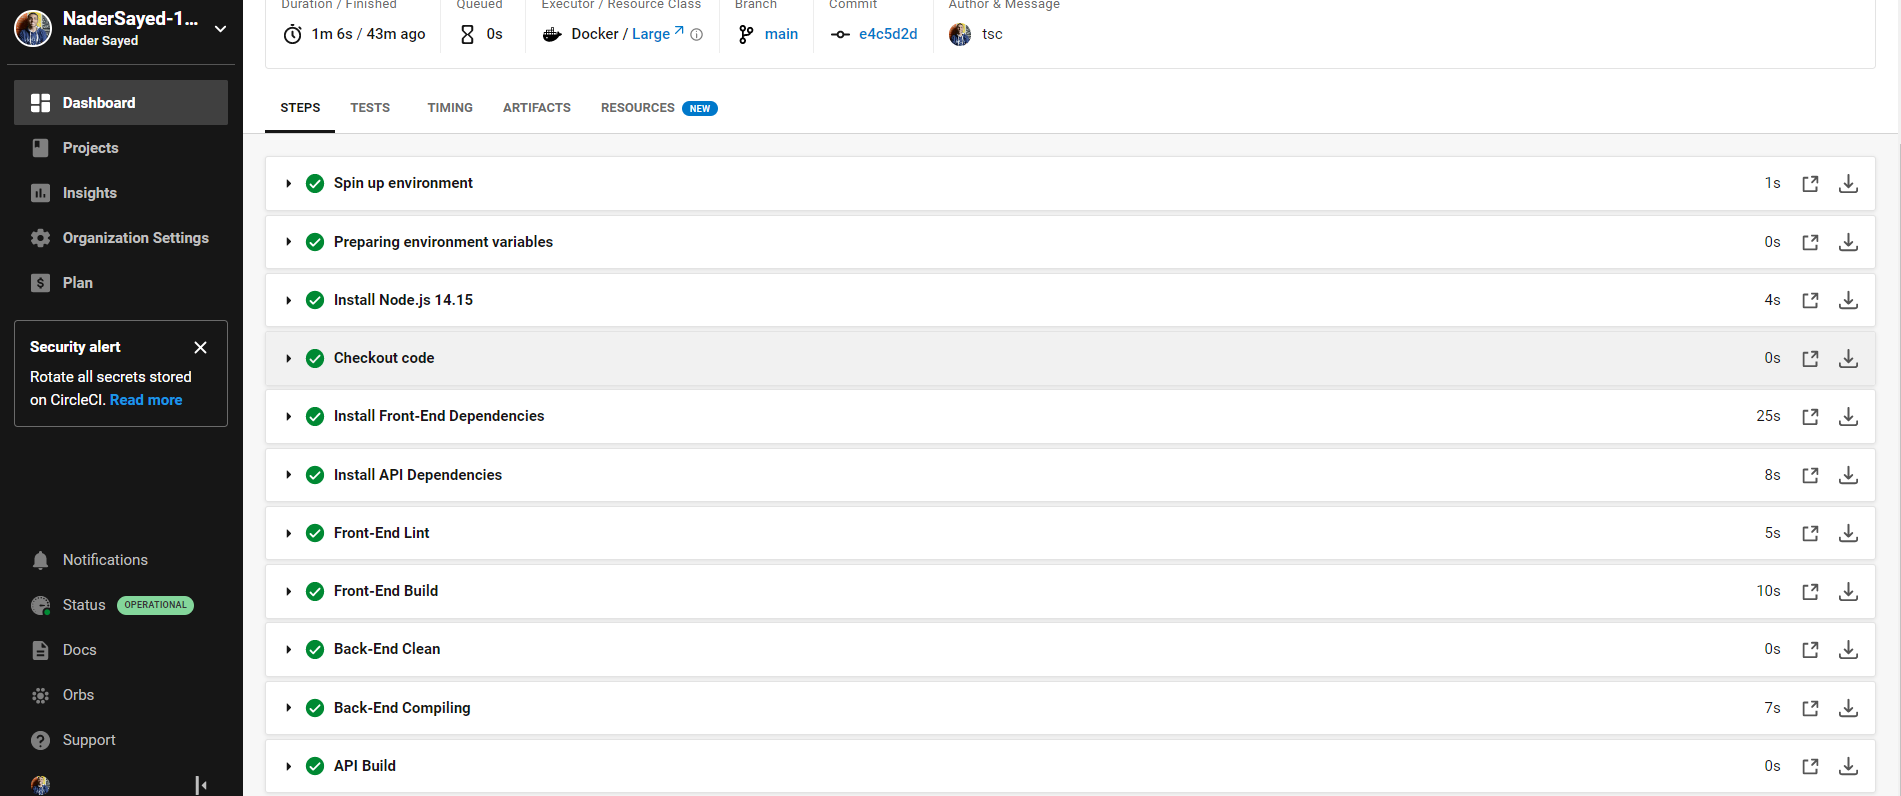 NaderSayed-1...
Nader Sayed
Dashboard
Projects
Insights
Organization Settings
Plan
Security alert
Rotate all secrets stored
on CircleCI. Read more
Notifications
Status OPERATIONAL
Docs
Orbs
Support
Duration / Finished
1m 6s / 43m ago
Queued
0s
Executor / Resource Class
Docker / Large
Branch
main
Commit
e4c5d2d
Author & Message
tsc
STEPS TESTS TIMING ARTIFACTS RESOURCES NEW
Spin up environment 1s
Preparing environment variables 0s
Install Node.js 14.15 4s
Checkout code 0s
Install Front-End Dependencies 25s
Install API Dependencies 8s
Front-End Lint 5s
Front-End Build 10s
Back-End Clean 0s
Back-End Compiling 7s
API Build 0s